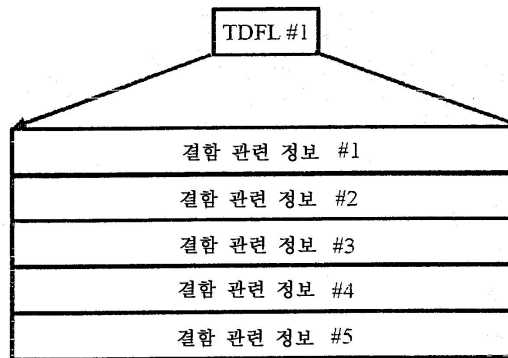 TDFL #1
결함 관련 정보 #1
결함 관련 정보 #2
결함 관련 정보 #3
결함 관련 정보 #4
결함 관련 정보 #5